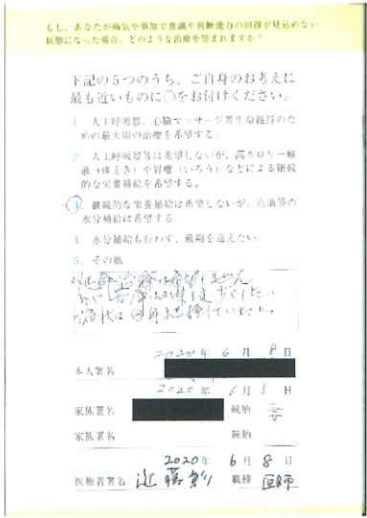 もし、あなたが病気や事故で意識や判断能力の回復が見込めない
状態になった場合、どのような治療を望まれますか？
下記の5つのうち、ご自身のお考えに
最も近いものに○をお付けください。
1. 人工呼吸器、心臓マッサージ等生命維持のた
めの最大限の治療を希望する。
2. 人工呼吸器等は希望しないが、高カロリー輸
液（ゆえき）や胃瘻（いろう）などによる継続
的な栄養補給を希望する。
3 継続的な栄養補給は希望しないが、点滴等の
水分補給は希望する。
4. 水分補給も行わず、最期を迎えたい。
5. その他
2020年 6月 8日
本人署名
2020年 6月 8日
家族署名 続柄 妻
家族署名 続柄
2020年 6月 8日
医療者署名 近藤 職種 医師